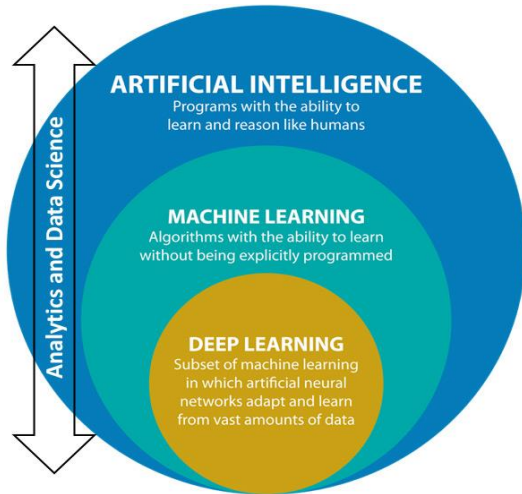 ARTIFICIAL INTELLIGENCE
Programs with the ability to
learn and reason like humans
Analytics and Data Science
MACHINE LEARNING
Algorithms with the ability to learn
without being explicitly programmed
DEEP LEARNING
Subset of machine learning
in which artificial neural
networks adapt and learn
from vast amounts of data